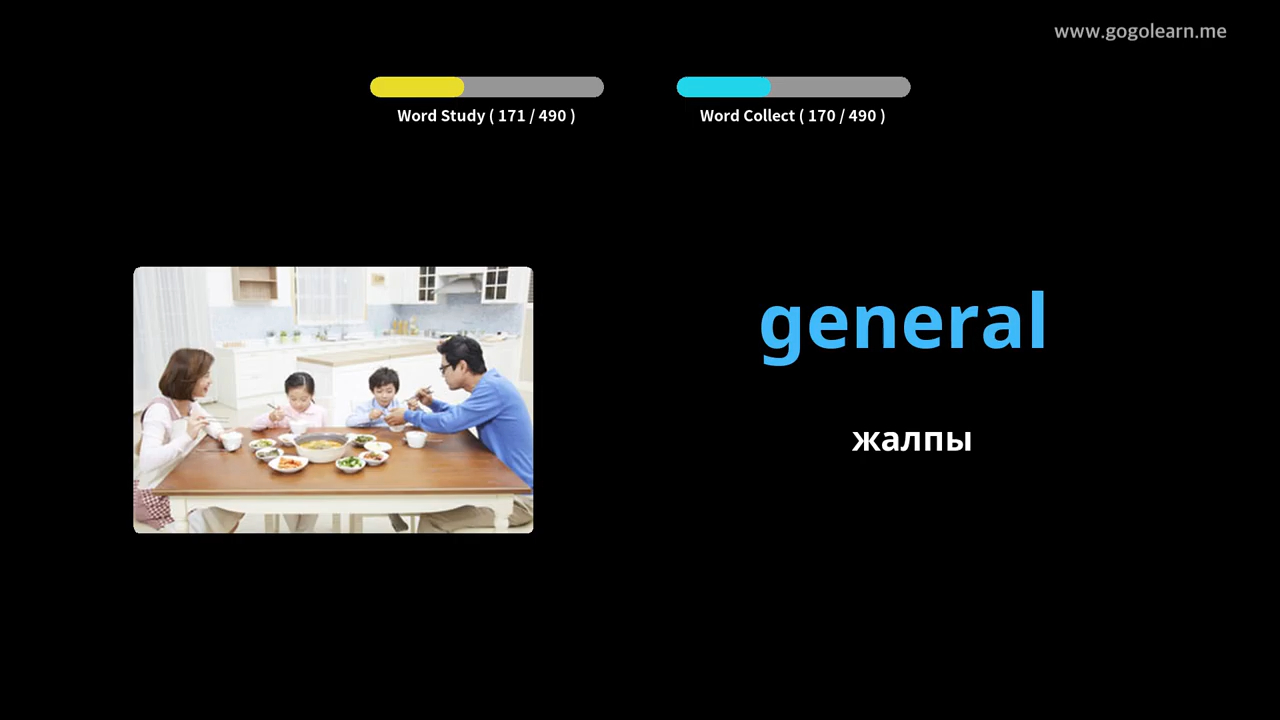 www.gogolearn.me
Word Study ( 171 / 490 )
Word Collect ( 170 / 490 )
general
жалпы